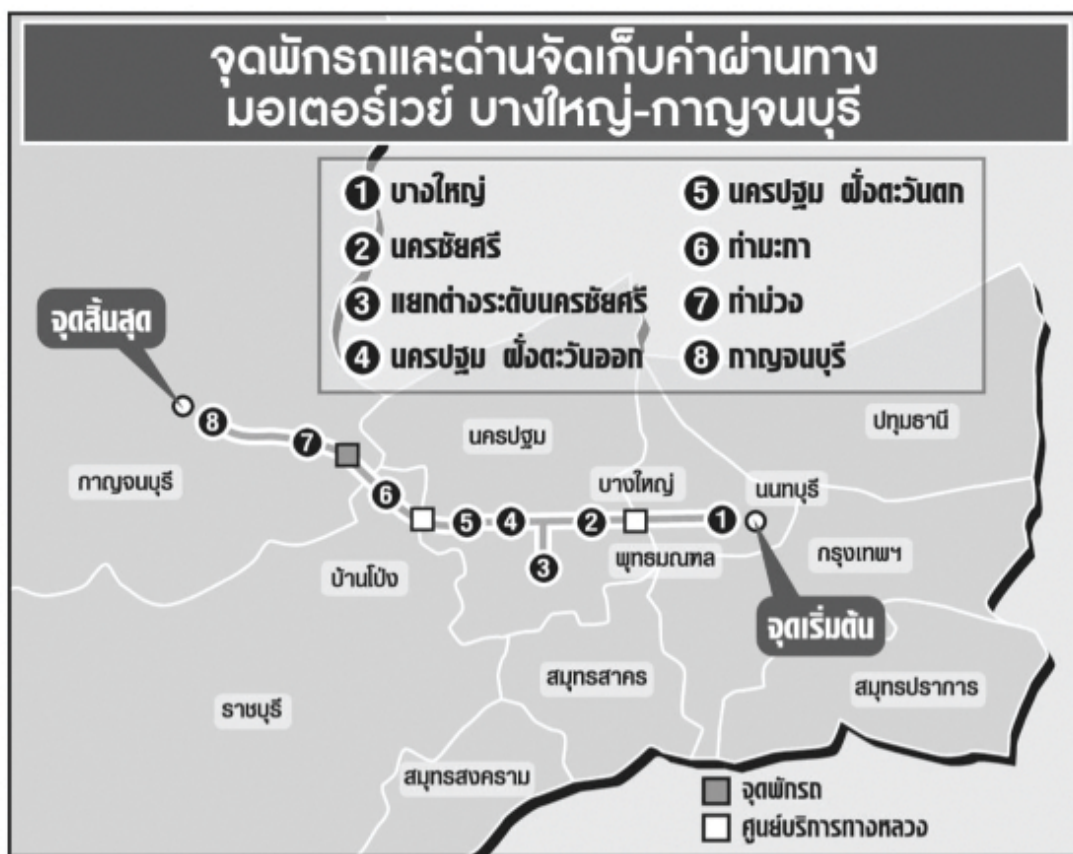 จุดพักรถและด่านจัดเก็บค่าผ่านทาง
มอเตอร์เวย์ บางใหญ่-กาญจนบุรี
1 บางใหญ่
2 นครชัยศรี
3 แยกต่างระดับนครชัยศรี
4 นครปฐม ฝั่งตะวันออก
5 นครปฐม ฝั่งตะวันตก
6 ท่ามะกา
7 ท่าม่วง
8 กาญจนบุรี
จุดสิ้นสุด
ปทุมธานี
8
นครปฐม
7
กาญจนบุรี
บางใหญ่
นนทบุรี
6
5
4
2
1
พุทธมณฑล
กรุงเทพฯ
3
บ้านโป่ง
จุดเริ่มต้น
สมุทรสาคร
สมุทรปราการ
ราชบุรี
สมุทรสงคราม
จุดพักรถ
ศูนย์บริการทางหลวง